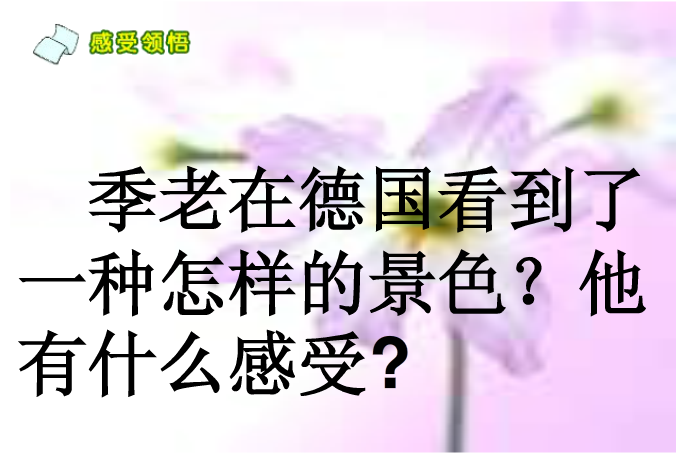 感受领悟
季老在德国看到了
一种怎样的景色？他
有什么感受?